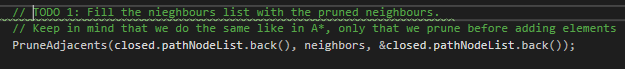 // TODO 1: Fill the nieghbours list with the pruned neighbours.
// Keep in mind that we do the same like in A*, only that we prune before adding elements
PruneAdjacents(closed.pathNodeList.back(), neighbors, &closed.pathNodeList.back());